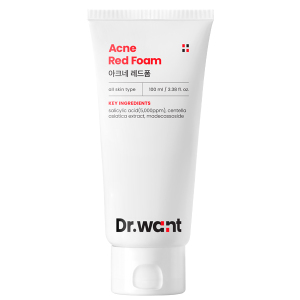 Acne
Red Foam
아크네 레드폼
all skin type
100 ml / 3.38 fl. oz
KEY INGREDIENTS
salicylic acid(5,000ppm), centella
asiatica extract, madecassoside
Dr.want